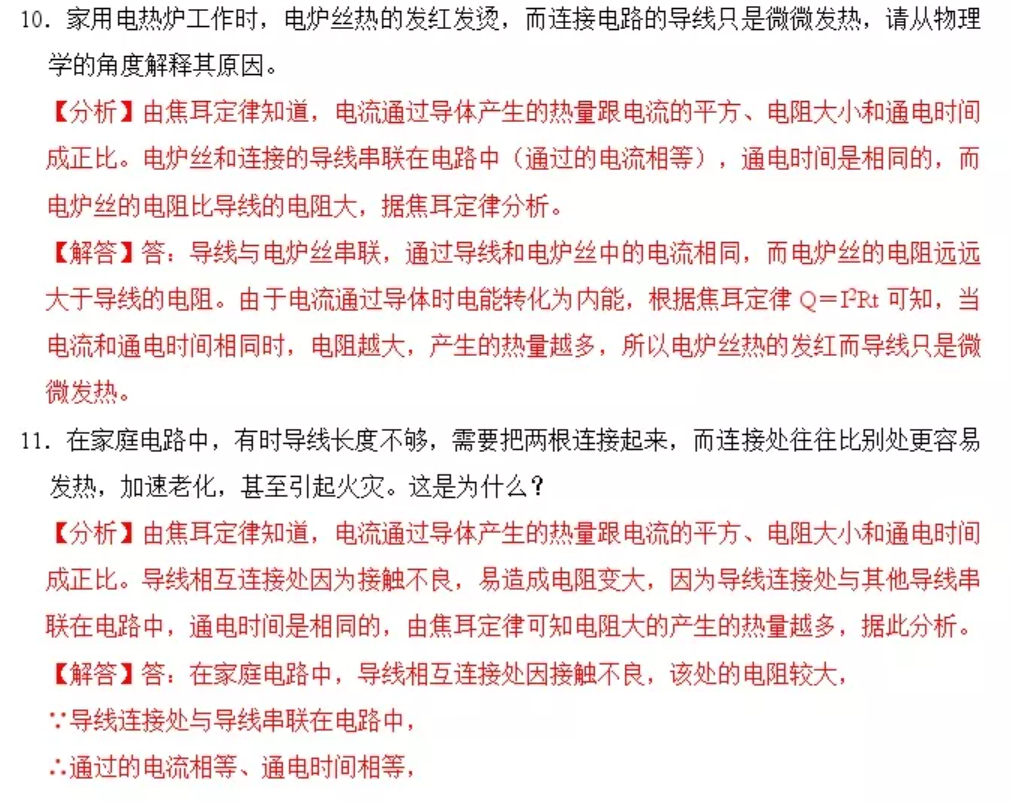 10．家用电热炉工作时，电炉丝热的发红发烫，而连接电路的导线只是微微发热，请从物理
学的角度解释其原因。
【分析】由焦耳定律知道，电流通过导体产生的热量跟电流的平方、电阻大小和通电时间
成正比。电炉丝和连接的导线串联在电路中（通过的电流相等），通电时间是相同的，而
电炉丝的电阻比导线的电阻大，据焦耳定律分析。
【解答】答：导线与电炉丝串联，通过导线和电炉丝中的电流相同，而电炉丝的电阻远远
大于导线的电阻。由于电流通过导体时电能转化为内能，根据焦耳定律 Q＝I²Rt 可知，当
电流和通电时间相同时，电阻越大，产生的热量越多，所以电炉丝热的发红而导线只是微
微发热。
11．在家庭电路中，有时导线长度不够，需要把两根连接起来，而连接处往往比别处更容易
发热，加速老化，甚至引起火灾。这是为什么？
【分析】由焦耳定律知道，电流通过导体产生的热量跟电流的平方、电阻大小和通电时间
成正比。导线相互连接处因为接触不良，易造成电阻变大，因为导线连接处与其他导线串
联在电路中，通电时间是相同的，由焦耳定律可知电阻大的产生的热量越多，据此分析。
【解答】答：在家庭电路中，导线相互连接处因接触不良，该处的电阻较大，
∵导线连接处与导线串联在电路中，
∴通过的电流相等、通电时间相等，